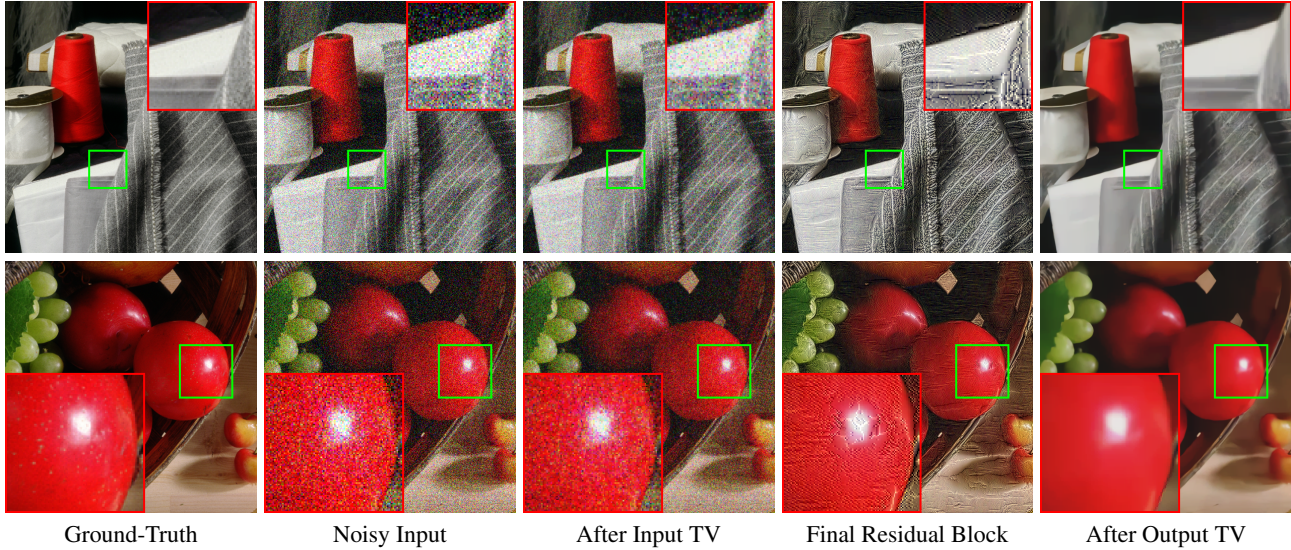 Ground-Truth
Noisy Input
After Input TV
Final Residual Block
After Output TV